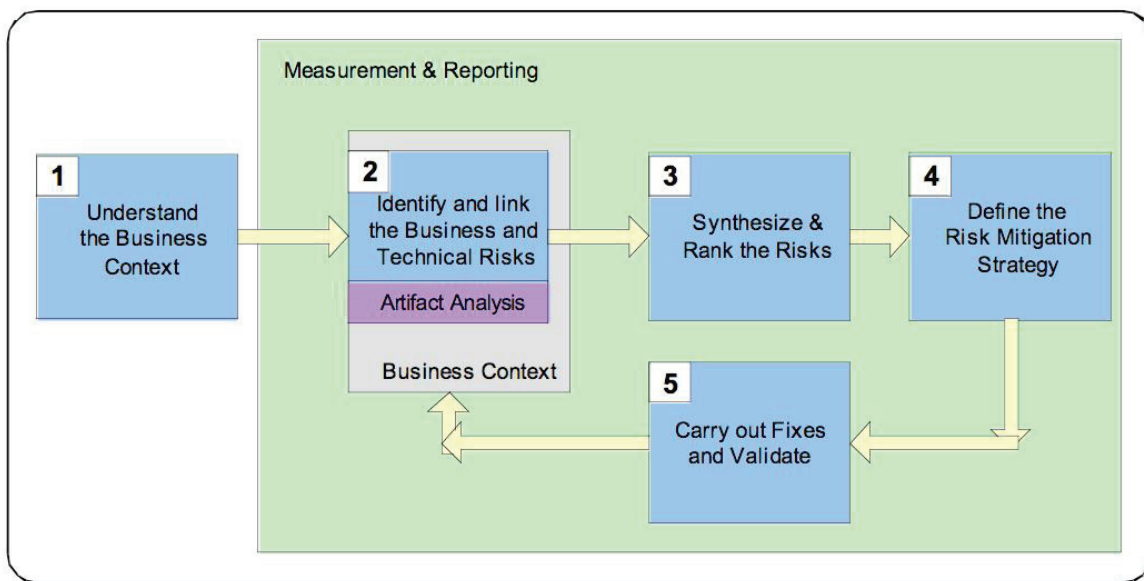 Measurement & Reporting
1
Understand
the Business
Context
2
Identify and link
the Business and
Technical Risks
Artifact Analysis
Business Context
3
Synthesize &
Rank the Risks
4
Define the
Risk Mitigation
Strategy
5
Carry out Fixes
and Validate